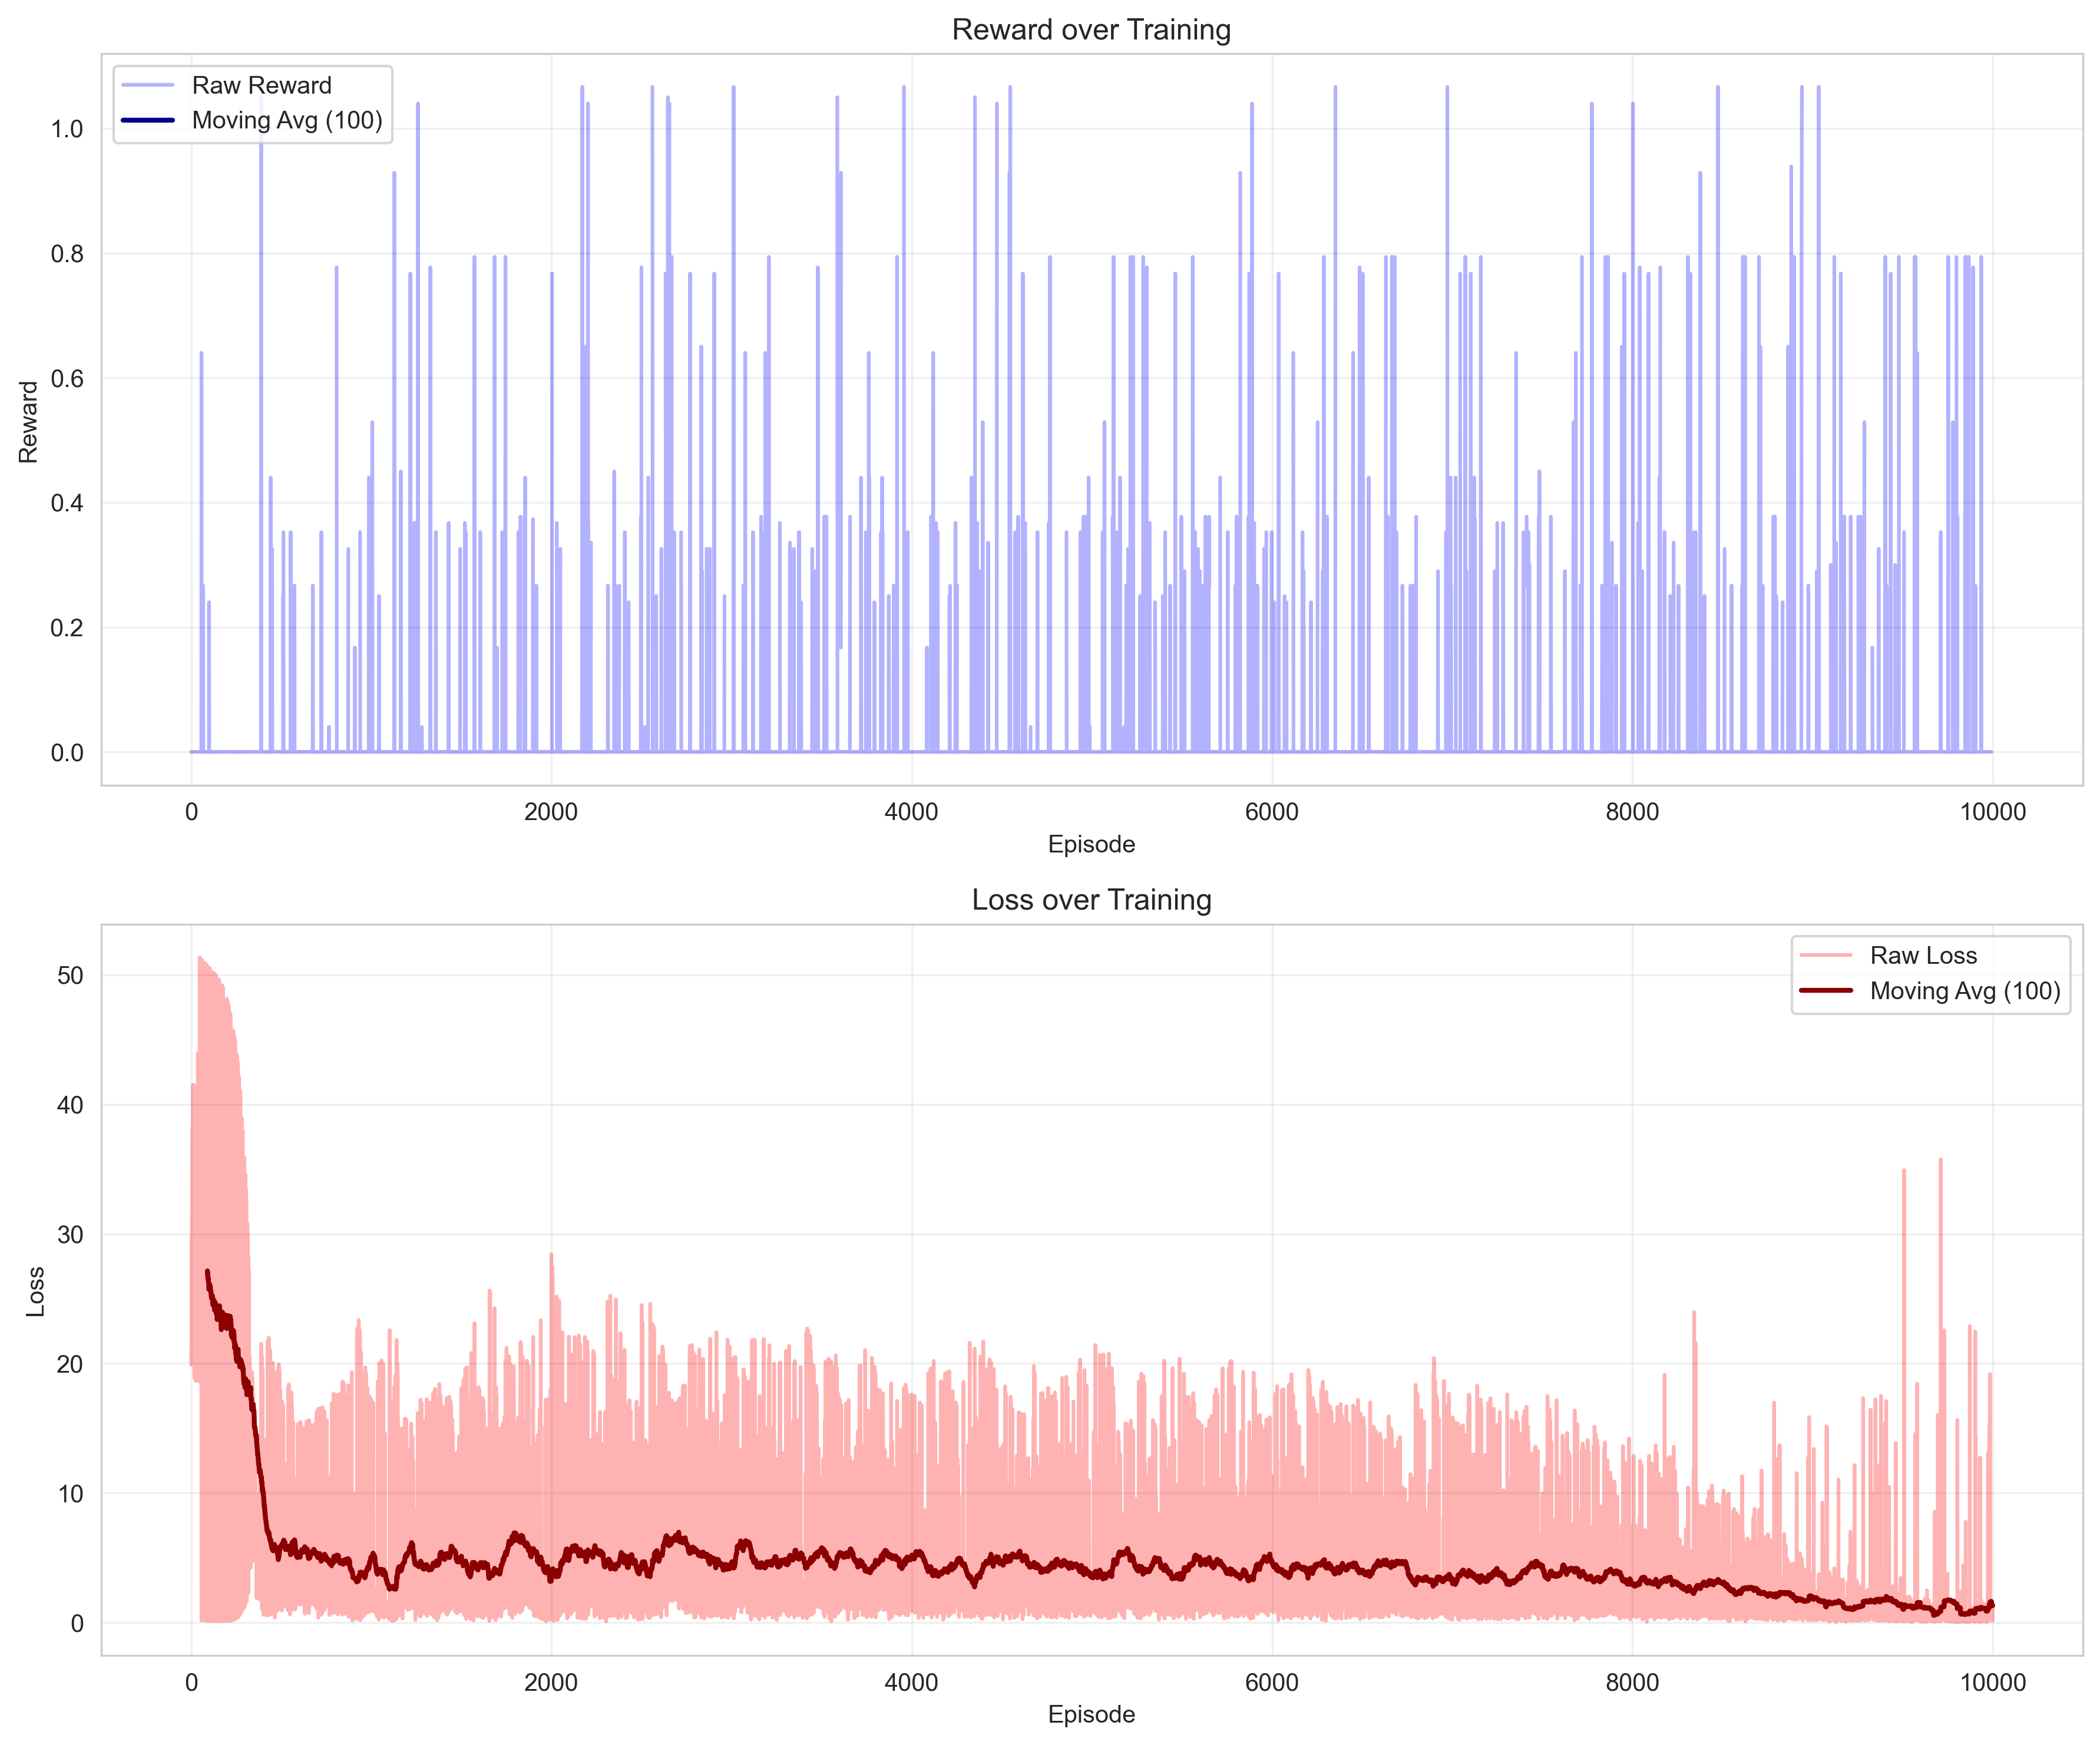 Reward over Training
Raw Reward
Moving Avg (100)
1.0
0.8
0.6
0.4
0.2
0.0
Reward
0 2000 4000 6000 8000 10000
Episode
Loss over Training
Raw Loss
Moving Avg (100)
50
40
30
20
10
0
Loss
0 2000 4000 6000 8000 10000
Episode